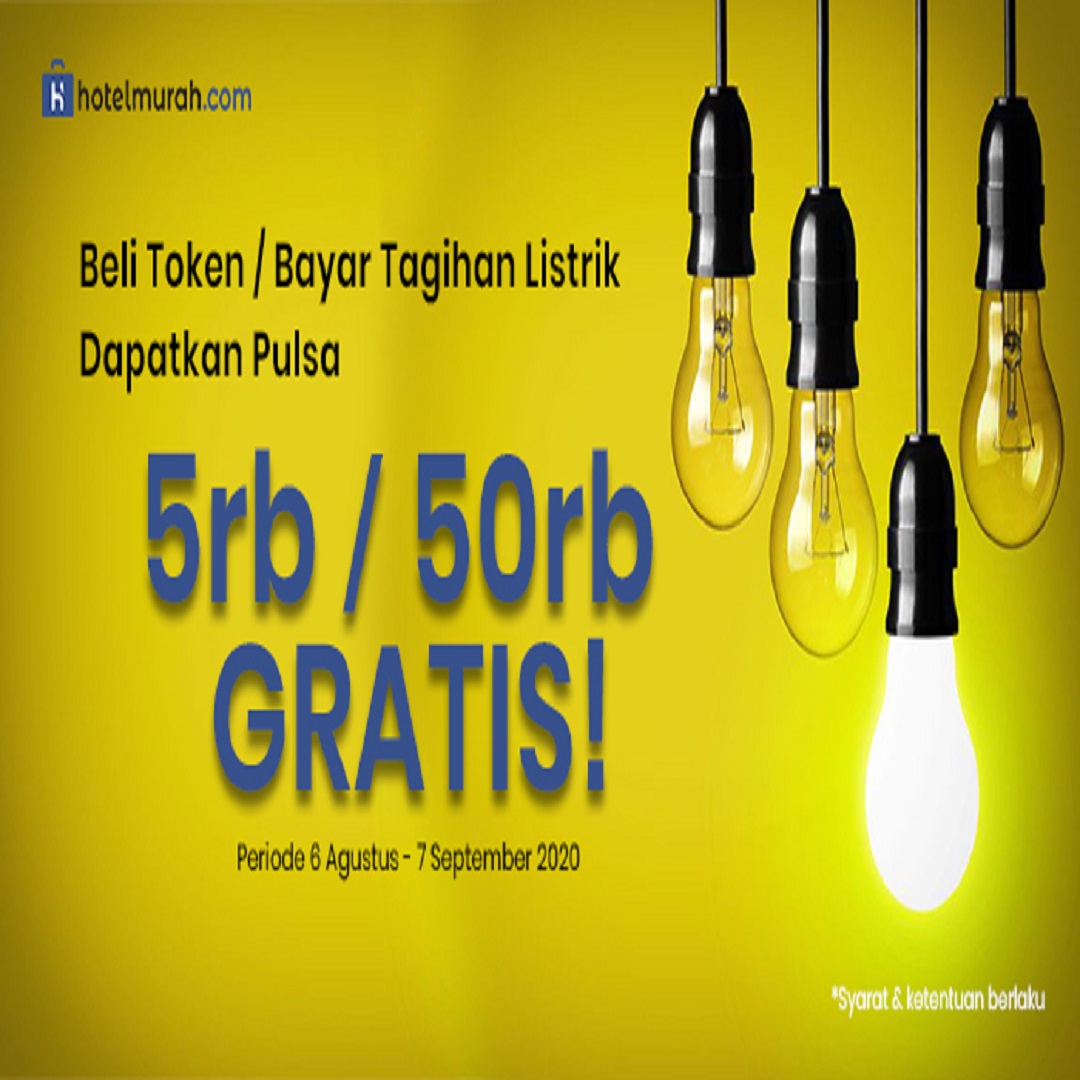 hotelmurah.com
Beli Token / Bayar Tagihan Listrik
Dapatkan Pulsa
5rb / 50rb
GRATIS!
Periode 6 Agustus - 7 September 2020
*Syarat & ketentuan berlaku